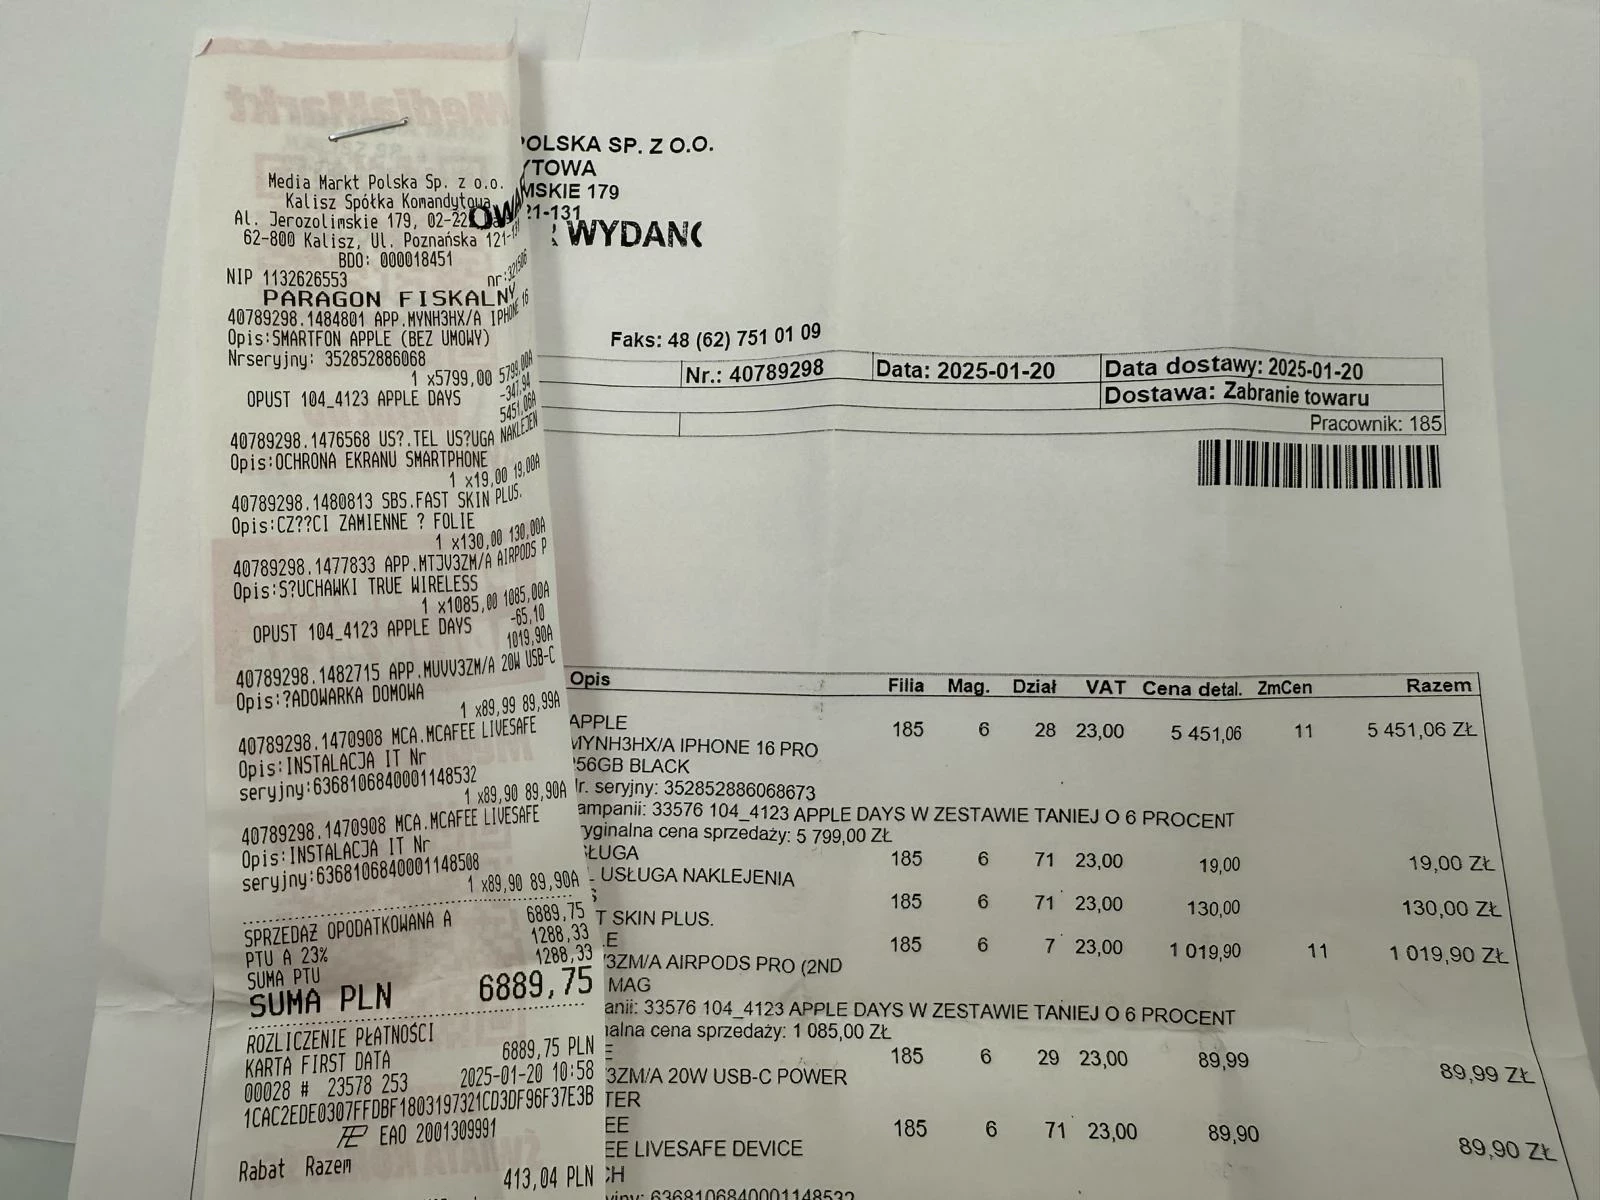 MediaMarkt
Media Markt Polska Sp. z o.o.
Kalisz Spółka Komandytowa
Al. Jerozolimskie 179, 02-22
62-800 Kalisz, Ul. Poznańska 121-131
BDO: 000018451
NIP 1132626553 nr:321506
PARAGON FISKALNY
40789298.1484801 APP.MYNH3HX/A IPHONE 16
Opis:SMARTFON APPLE (BEZ UMOWY)
Nrseryjny: 352852886068
1 x5799,00 5799,00A
OPUST 104_4123 APPLE DAYS -347,94
5451,06A
40789298.1476568 US?.TEL US?UGA NAKLEJEN
Opis:OCHRONA EKRANU SMARTPHONE
1 x19,00 19,00A
40789298.1480813 SBS.FAST SKIN PLUS.
Opis:CZ??CI ZAMIENNE ? FOLIE
1 x130,00 130,00A
40789298.1477833 APP.MTJV3ZM/A AIRPODS P
Opis:S?UCHAWKI TRUE WIRELESS
1 x1085,00 1085,00A
OPUST 104_4123 APPLE DAYS -65,10
1019,90A
40789298.1482715 APP.MUVV3ZM/A 20W USB-C
Opis:?ADOWARKA DOMOWA
1 x89,99 89,99A
40789298.1470908 MCA.MCAFEE LIVESAFE
Opis:INSTALACJA IT Nr
seryjny:6368106840001148532
1 x89,90 89,90A
40789298.1470908 MCA.MCAFEE LIVESAFE
Opis:INSTALACJA IT Nr
seryjny:6368106840001148508
1 x89,90 89,90A
SPRZEDAŻ OPODATKOWANA A 6889,75
PTU A 23% 1288,33
SUMA PTU 1288,33
SUMA PLN 6889,75
ROZLICZENIE PŁATNOŚCI
KARTA FIRST DATA 6889,75 PLN
00028 # 23578 253 2025-01-20 10:58
1CAC2EDE0307FFDBF1803197321CD3DF96F37E3B
EAO 2001309991
Rabat Razem 413,04 PLN
POLSKA SP. Z O.O.
YTOWA
MSKIE 179
21-131
OWAR WYDANO
Faks: 48 (62) 751 01 09
Nr.: 40789298 Data: 2025-01-20 Data dostawy: 2025-01-20
Dostawa: Zabranie towaru
Pracownik: 185
Opis Filia Mag. Dział VAT Cena detal. ZmCen Razem
APPLE 185 6 28 23,00 5 451,06 11 5 451,06 ZŁ
MYNH3HX/A IPHONE 16 PRO
256GB BLACK
Nr. seryjny: 352852886068673
ampanii: 33576 104_4123 APPLE DAYS W ZESTAWIE TANIEJ O 6 PROCENT
ryginalna cena sprzedaży: 5 799,00 ZŁ
SŁUGA 185 6 71 23,00 19,00 19,00 ZŁ
L USŁUGA NAKLEJENIA
S 185 6 71 23,00 130,00 130,00 ZŁ
T SKIN PLUS.
LE 185 6 7 23,00 1 019,90 11 1 019,90 ZŁ
3ZM/A AIRPODS PRO (2ND
MAG
anii: 33576 104_4123 APPLE DAYS W ZESTAWIE TANIEJ O 6 PROCENT
nalna cena sprzedaży: 1 085,00 ZŁ
E 185 6 29 23,00 89,99 89,99 ZŁ
3ZM/A 20W USB-C POWER
TER
EE 185 6 71 23,00 89,90 89,90 ZŁ
EE LIVESAFE DEVICE
CH
yjny: 6368106840001148532